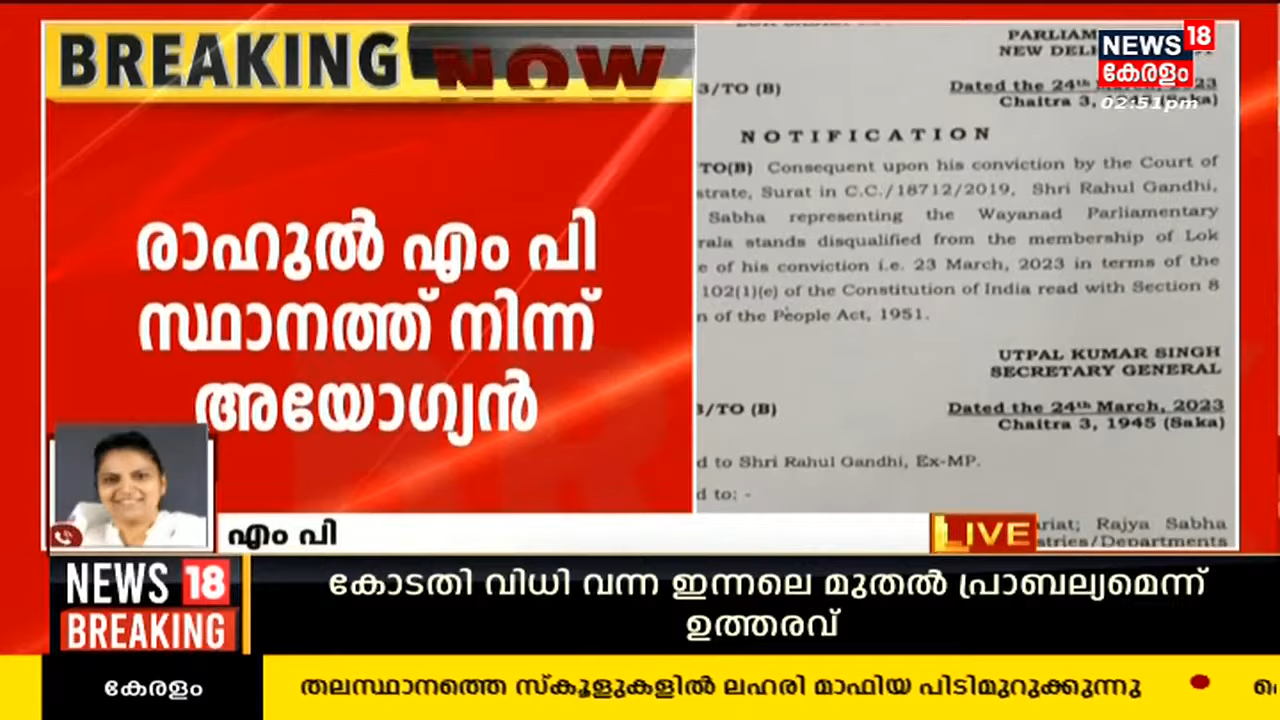 BREAKING NOW
രാഹുൽ എം പി
സ്ഥാനത്ത് നിന്ന്
അയോഗ്യൻ
PARLIAM
NEW DELH
3/TO (B)
Dated the 24th March, 2023
Chaitra 3, 1945 (Saka)
NOTIFICATION
TO(B) Consequent upon his conviction by the Court of
strate, Surat in C.C./18712/2019, Shri Rahul Gandhi,
Sabha representing the Wayanad Parliamentary
rala stands disqualified from the membership of Lok
e of his conviction i.e. 23 March, 2023 in terms of the
102(1)(e) of the Constitution of India read with Section 8
n of the People Act, 1951.
UTPAL KUMAR SINGH
SECRETARY GENERAL
3/TO (B)
Dated the 24th March, 2023
Chaitra 3, 1945 (Saka)
d to Shri Rahul Gandhi, Ex-MP.
d to: -
ariat; Rajya Sabha
stries/Departments
NEWS 18
കേരളം
02:51pm
എം പി
LIVE
NEWS 18
BREAKING
കോടതി വിധി വന്ന ഇന്നലെ മുതൽ പ്രാബല്യമെന്ന്
ഉത്തരവ്
കേരളം
തലസ്ഥാനത്തെ സ്കൂളുകളിൽ ലഹരി മാഫിയ പിടിമുറുക്കുന്നു